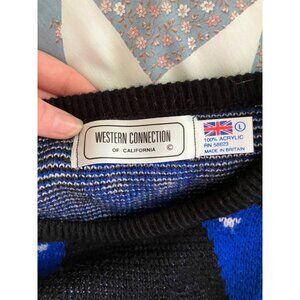 WESTERN CONNECTION
OF CALIFORNIA ©
L
100% ACRYLIC
RN 58623
MADE IN BRITAIN